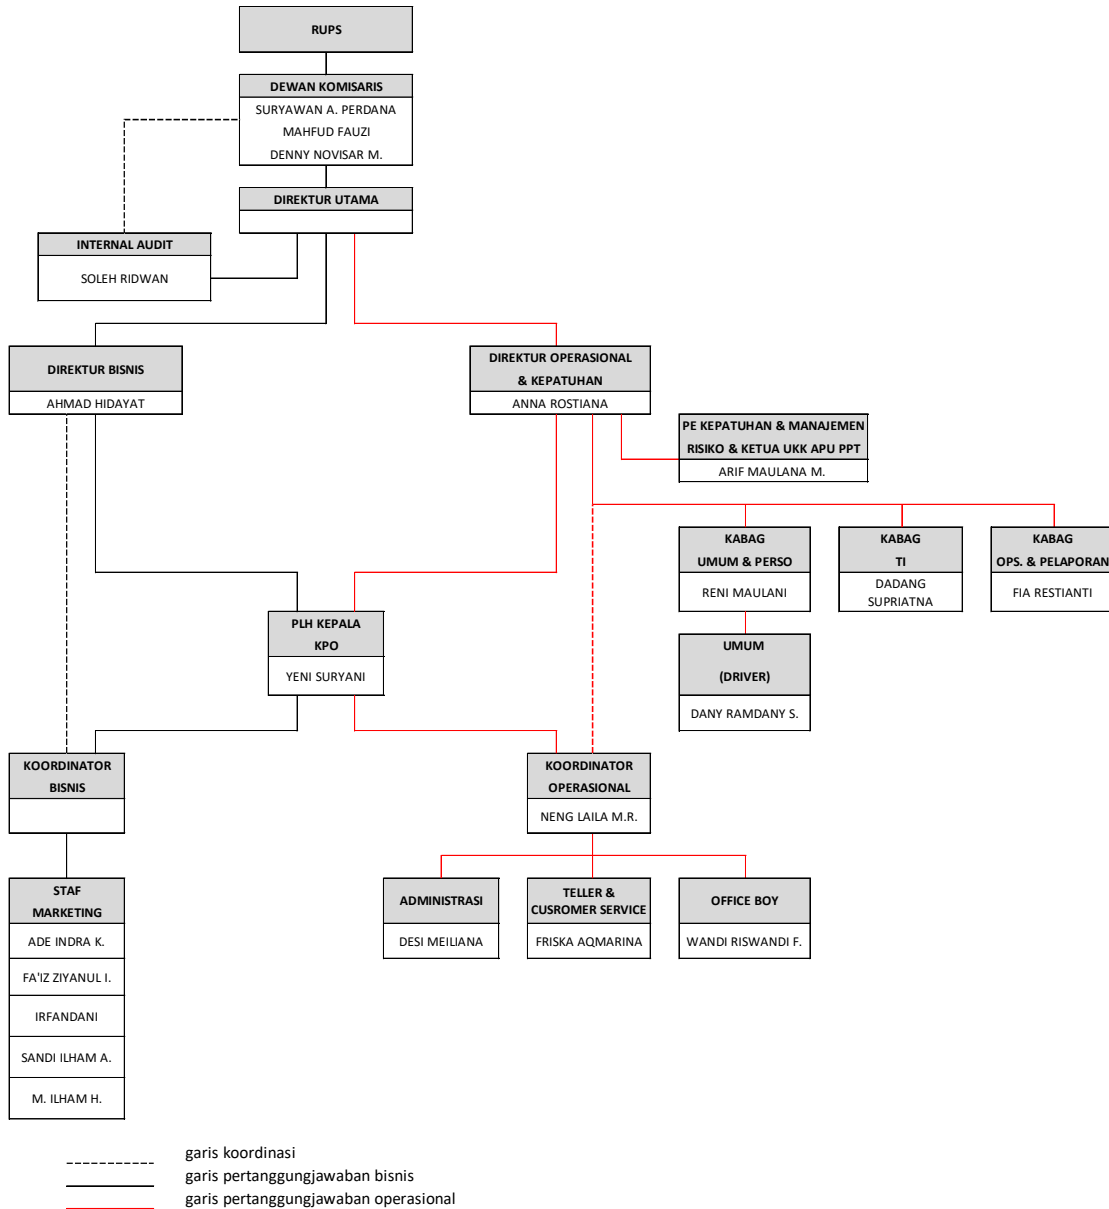 RUPS
DEWAN KOMISARIS
SURYAWAN A. PERDANA
MAHFUD FAUZI
DENNY NOVISAR M.
DIREKTUR UTAMA
INTERNAL AUDIT
SOLEH RIDWAN
DIREKTUR BISNIS
AHMAD HIDAYAT
DIREKTUR OPERASIONAL
& KEPATUHAN
ANNA ROSTIANA
PE KEPATUHAN & MANAJEMEN
RISIKO & KETUA UKK APU PPT
ARIF MAULANA M.
KABAG
UMUM & PERSO
RENI MAULANI
KABAG
TI
DADANG
SUPRIATNA
KABAG
OPS. & PELAPORAN
FIA RESTIANTI
UMUM
(DRIVER)
DANY RAMDANY S.
PLH KEPALA
KPO
YENI SURYANI
KOORDINATOR
BISNIS
KOORDINATOR
OPERASIONAL
NENG LAILA M.R.
STAF
MARKETING
ADE INDRA K.
FA'IZ ZIYANUL I.
IRFANDANI
SANDI ILHAM A.
M. ILHAM H.
ADMINISTRASI
DESI MEILIANA
TELLER &
CUSROMER SERVICE
FRISKA AQMARINA
OFFICE BOY
WANDI RISWANDI F.
garis koordinasi
garis pertanggungjawaban bisnis
garis pertanggungjawaban operasional